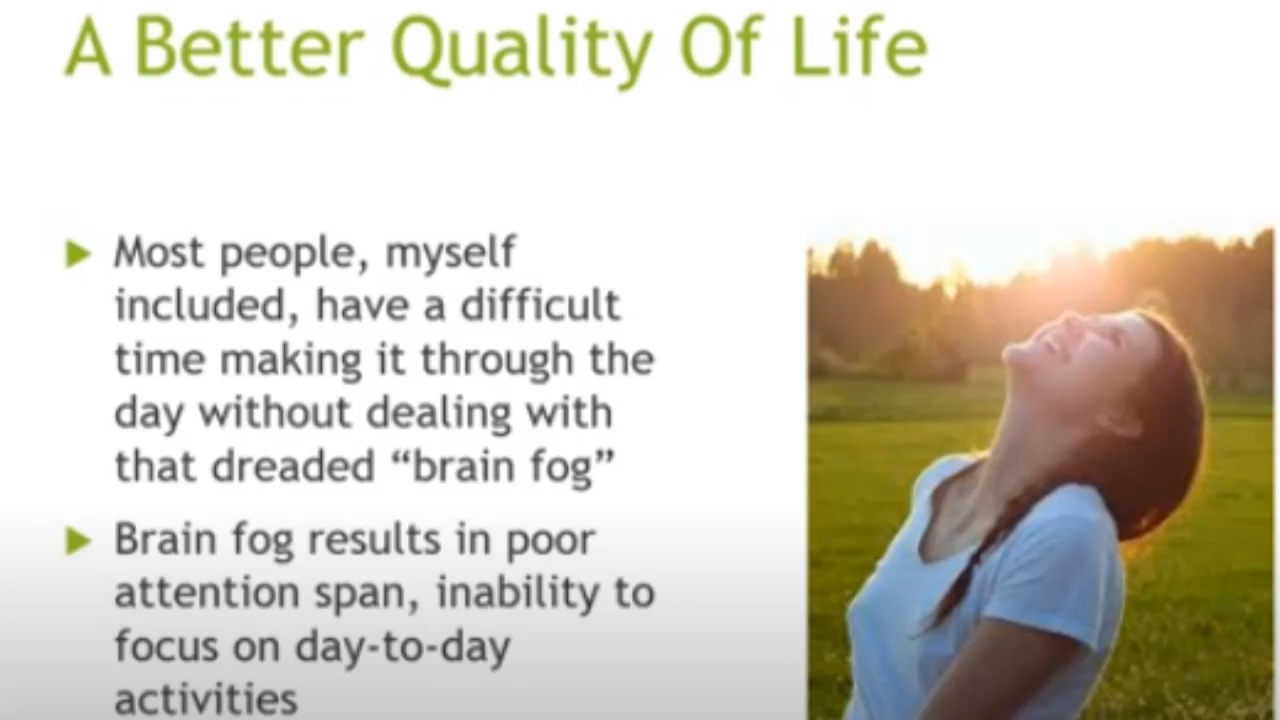 A Better Quality Of Life
Most people, myself
included, have a difficult
time making it through the
day without dealing with
that dreaded “brain fog”
Brain fog results in poor
attention span, inability to
focus on day-to-day
activities